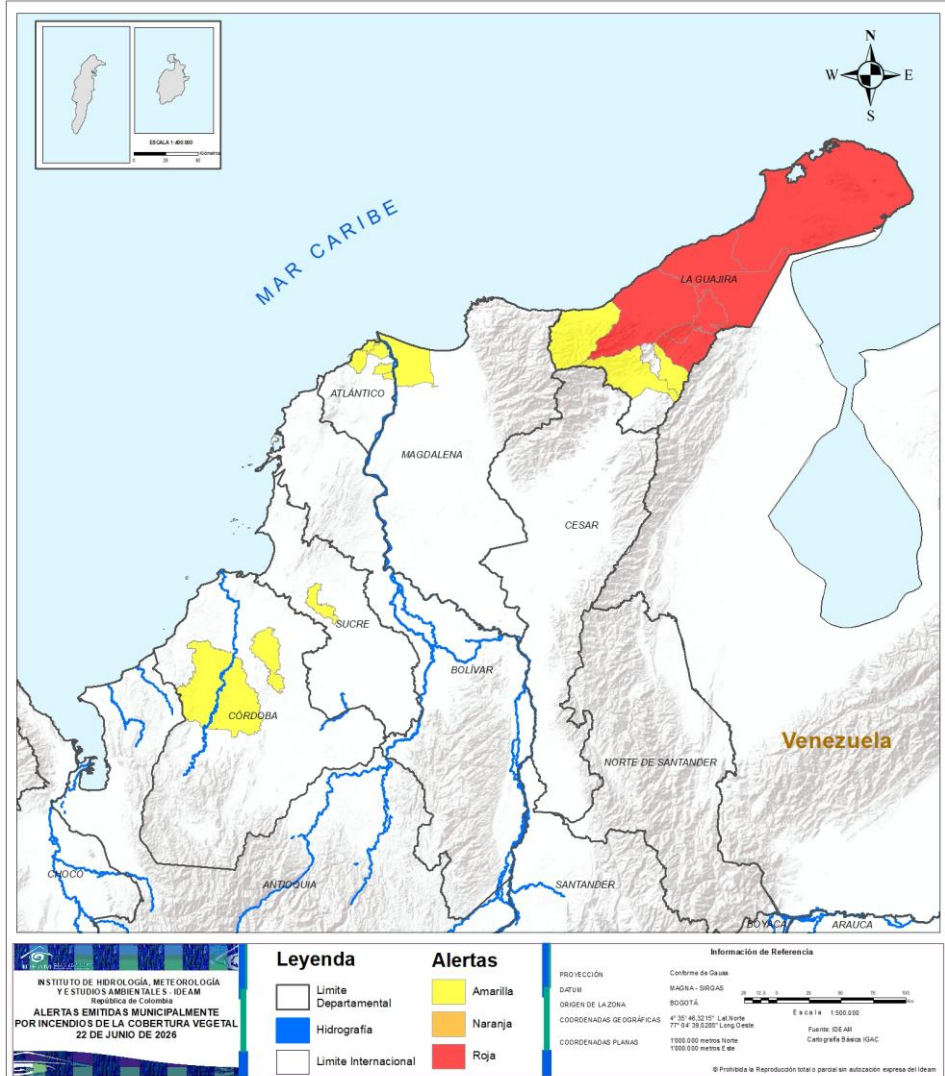 ESCALA 1:400.000
N
W
E
S
MAR CARIBE
LA GUAJIRA
ATLÁNTICO
MAGDALENA
CESAR
SUCRE
BOLÍVAR
CÓRDOBA
Venezuela
NORTE DE SANTANDER
CHOCÓ
ANTIOQUIA
SANTANDER
BOYACÁ
ARAUCA
IDEAM
INSTITUTO DE HIDROLOGÍA, METEOROLOGÍA
Y ESTUDIOS AMBIENTALES - IDEAM
República de Colombia
ALERTAS EMITIDAS MUNICIPALMENTE
POR INCENDIOS DE LA COBERTURA VEGETAL
22 DE JUNIO DE 2026
Leyenda
Limite
Departamental
Hidrografía
Limite Internacional
Alertas
Amarilla
Naranja
Roja
Información de Referencia
PROYECCIÓN Conforme de Gauss
DATUM MAGNA - SIRGAS
ORIGEN DE LA ZONA BOGOTÁ
COORDENADAS GEOGRÁFICAS 4° 35' 46,3215" Lat.Norte
77° 04' 39,0285" Long.Oeste
COORDENADAS PLANAS 1'000.000 metros Norte
1'000.000 metros Este
Escala 1:500.000
Fuente: IDEAM
Cartografía Básica IGAC
© Prohibida la Reproducción total o parcial sin autozación expresa del Ideam